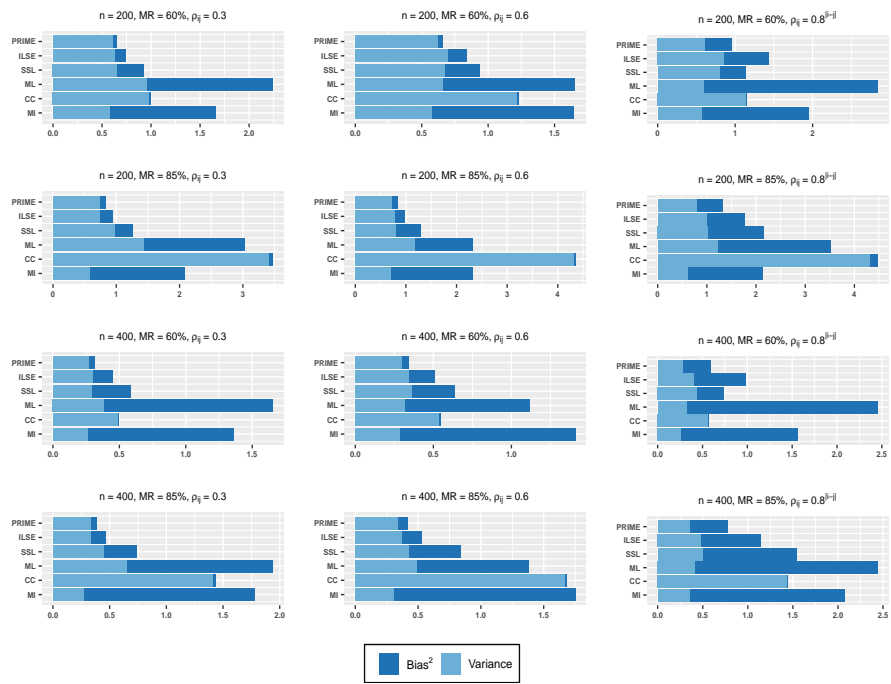 n = 200, MR = 60%, ρij = 0.3
PRIME
ILSE
SSL
ML
CC
MI
0.0 0.5 1.0 1.5 2.0
n = 200, MR = 60%, ρij = 0.6
PRIME
ILSE
SSL
ML
CC
MI
0.0 0.5 1.0 1.5
n = 200, MR = 60%, ρij = 0.8|i−j|
PRIME
ILSE
SSL
ML
CC
MI
0 1 2
n = 200, MR = 85%, ρij = 0.3
PRIME
ILSE
SSL
ML
CC
MI
0 1 2 3
n = 200, MR = 85%, ρij = 0.6
PRIME
ILSE
SSL
ML
CC
MI
0 1 2 3 4
n = 200, MR = 85%, ρij = 0.8|i−j|
PRIME
ILSE
SSL
ML
CC
MI
0 1 2 3 4
n = 400, MR = 60%, ρij = 0.3
PRIME
ILSE
SSL
ML
CC
MI
0.0 0.5 1.0 1.5
n = 400, MR = 60%, ρij = 0.6
PRIME
ILSE
SSL
ML
CC
MI
0.0 0.5 1.0
n = 400, MR = 60%, ρij = 0.8|i−j|
PRIME
ILSE
SSL
ML
CC
MI
0.0 0.5 1.0 1.5 2.0 2.5
n = 400, MR = 85%, ρij = 0.3
PRIME
ILSE
SSL
ML
CC
MI
0.0 0.5 1.0 1.5 2.0
n = 400, MR = 85%, ρij = 0.6
PRIME
ILSE
SSL
ML
CC
MI
0.0 0.5 1.0 1.5
n = 400, MR = 85%, ρij = 0.8|i−j|
PRIME
ILSE
SSL
ML
CC
MI
0.0 0.5 1.0 1.5 2.0 2.5
Bias² Variance